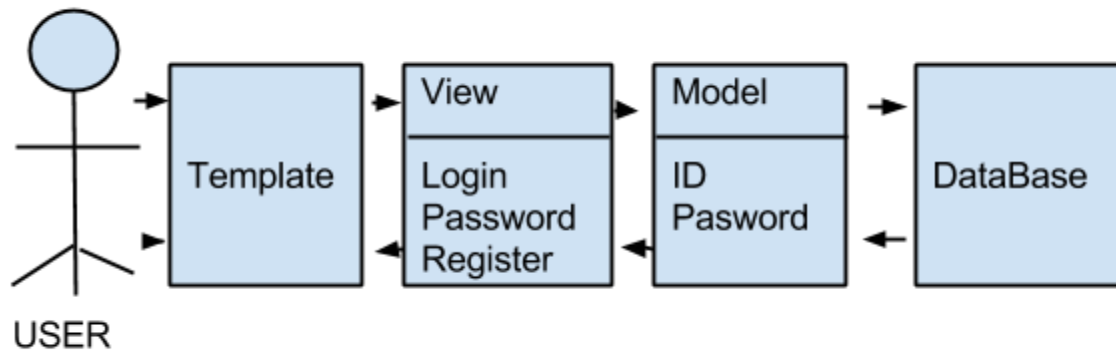 View
Model
Template
Login
Password
Register
ID
Pasword
DataBase
USER